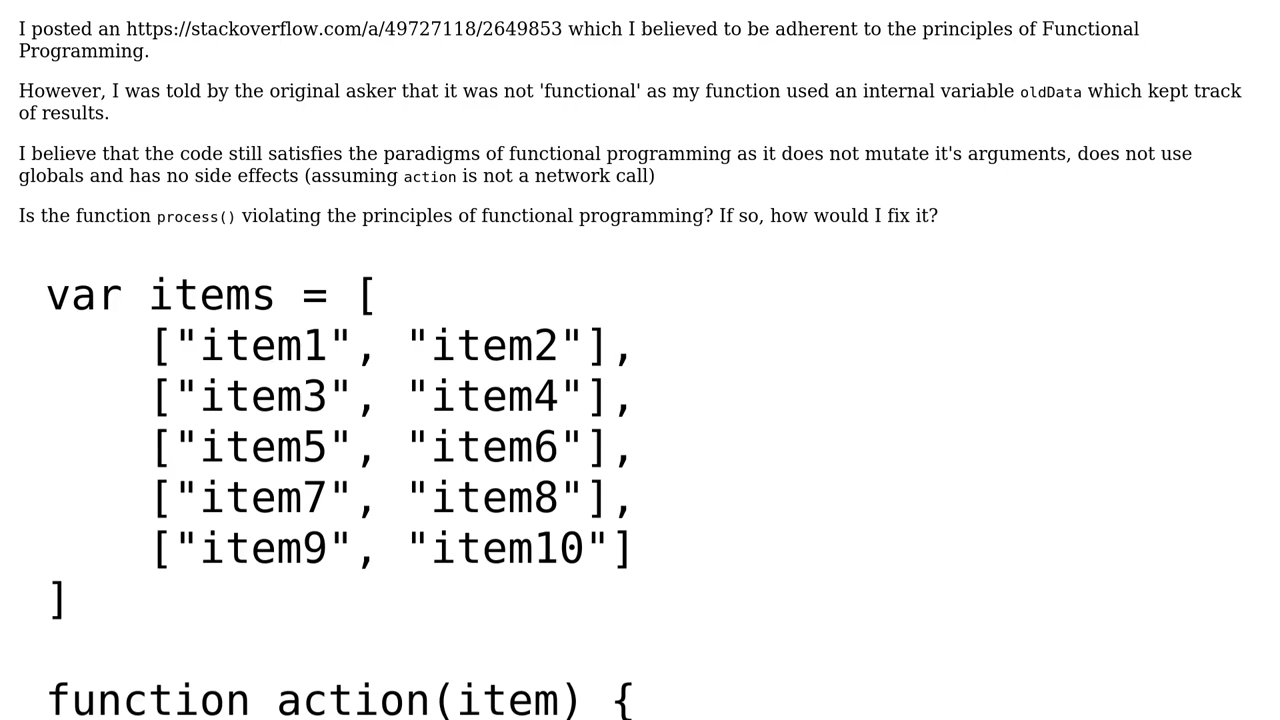 I posted an https://stackoverflow.com/a/49727118/2649853 which I believed to be adherent to the principles of Functional
Programming.
However, I was told by the original asker that it was not 'functional' as my function used an internal variable oldData which kept track
of results.
I believe that the code still satisfies the paradigms of functional programming as it does not mutate it's arguments, does not use
globals and has no side effects (assuming action is not a network call)
Is the function process() violating the principles of functional programming? If so, how would I fix it?
var items = [
    ["item1", "item2"],
    ["item3", "item4"],
    ["item5", "item6"],
    ["item7", "item8"],
    ["item9", "item10"]
]
function action(item) {